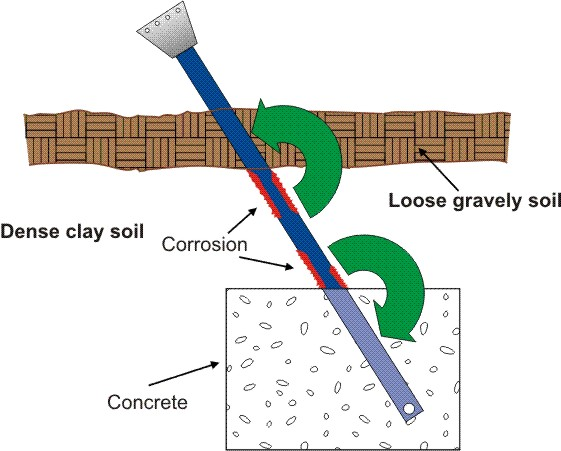 Loose gravely soil
Dense clay soil
Corrosion
Concrete